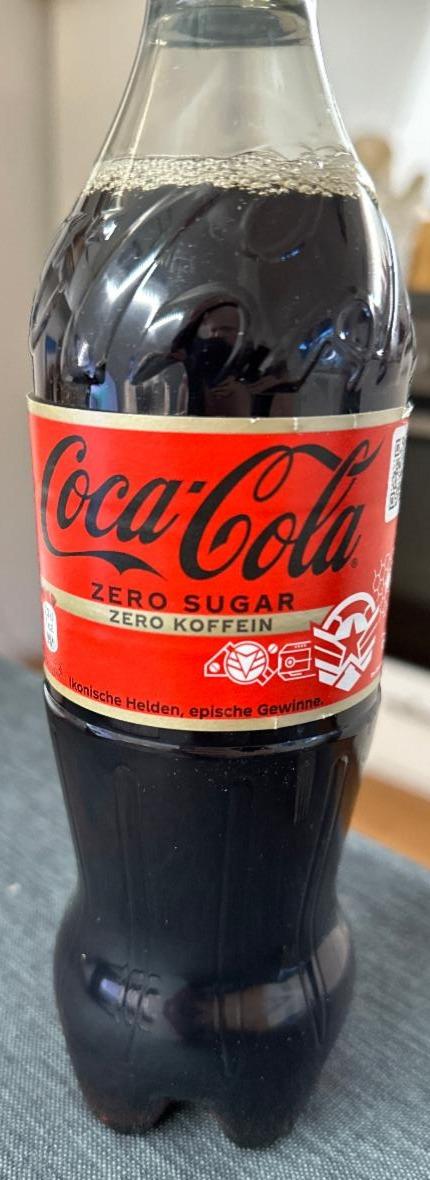 Coca-Cola
ZERO SUGAR
ZERO KOFFEIN
Ikonische Helden, epische Gewinne.